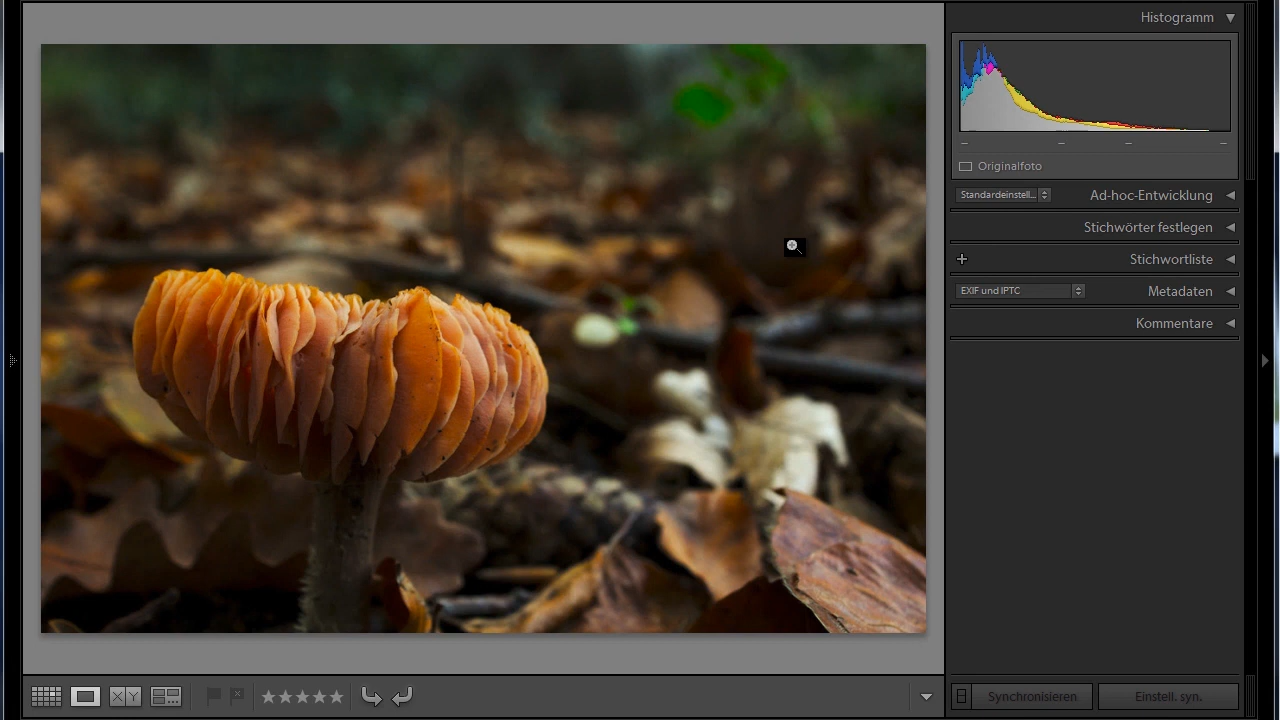 Histogramm
Originalfoto
Standardeinstell...
Ad-hoc-Entwicklung
Stichwörter festlegen
Stichwortliste
EXIF und IPTC
Metadaten
Kommentare
X Y
Synchronisieren
Einstell. syn.